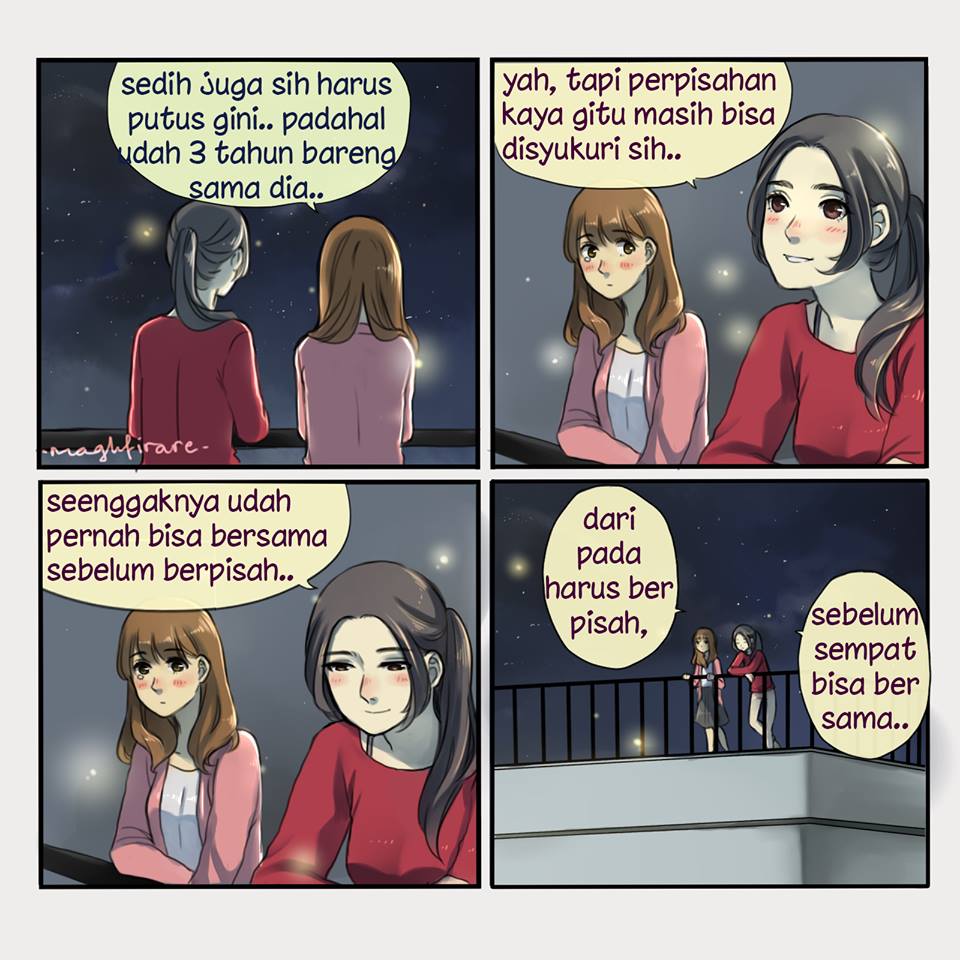 sedih juga sih harus
putus gini.. padahal
udah 3 tahun bareng
sama dia..
-maghfirare-
yah, tapi perpisahan
kaya gitu masih bisa
disyukuri sih..
seenggaknya udah
pernah bisa bersama
sebelum berpisah..
dari
pada
harus ber
pisah,
sebelum
sempat
bisa ber
sama..